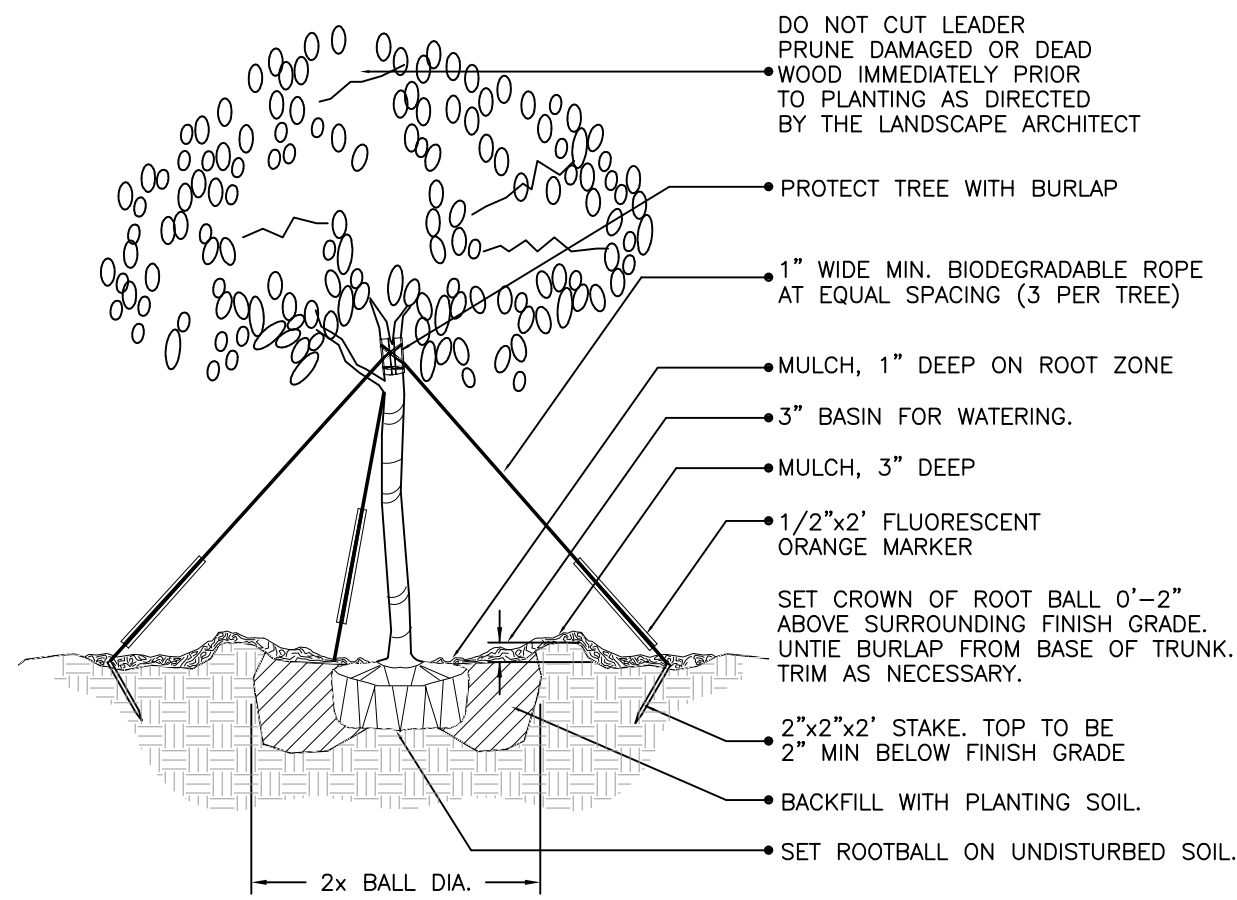 DO NOT CUT LEADER
PRUNE DAMAGED OR DEAD
WOOD IMMEDIATELY PRIOR
TO PLANTING AS DIRECTED
BY THE LANDSCAPE ARCHITECT
PROTECT TREE WITH BURLAP
1” WIDE MIN. BIODEGRADABLE ROPE
AT EQUAL SPACING (3 PER TREE)
MULCH, 1” DEEP ON ROOT ZONE
3” BASIN FOR WATERING.
MULCH, 3” DEEP
1/2”x2’ FLUORESCENT
ORANGE MARKER
SET CROWN OF ROOT BALL 0’–2”
ABOVE SURROUNDING FINISH GRADE.
UNTIE BURLAP FROM BASE OF TRUNK.
TRIM AS NECESSARY.
2”x2”x2’ STAKE. TOP TO BE
2” MIN BELOW FINISH GRADE
BACKFILL WITH PLANTING SOIL.
SET ROOTBALL ON UNDISTURBED SOIL.
2x BALL DIA.